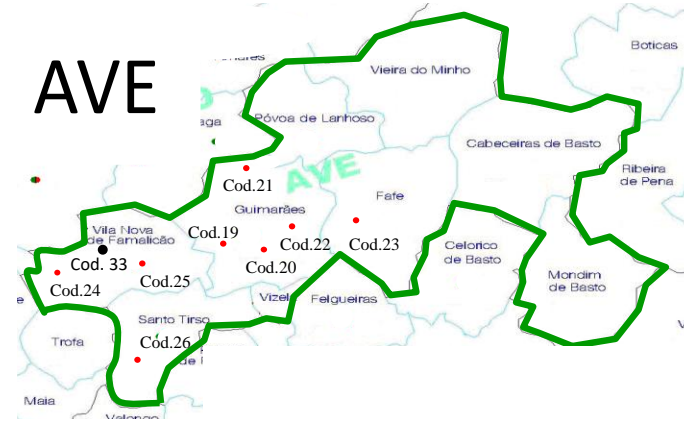 AVE
Vieira do Minho
Boticas
Póvoa de Lanhoso
Cabeceiras de Basto
AVE
Ribeira
de Pena
Cod.21
Fafe
Guimarães
Vila Nova
de Famalicão
Cod.19
Cod.22
Cod.23
Celorico
de Basto
Cod. 33
Cod.20
Cod.24
Cod.25
Mondim
de Basto
Vizela
Felgueiras
Santo Tirso
Trofa
Cod.26
Maia